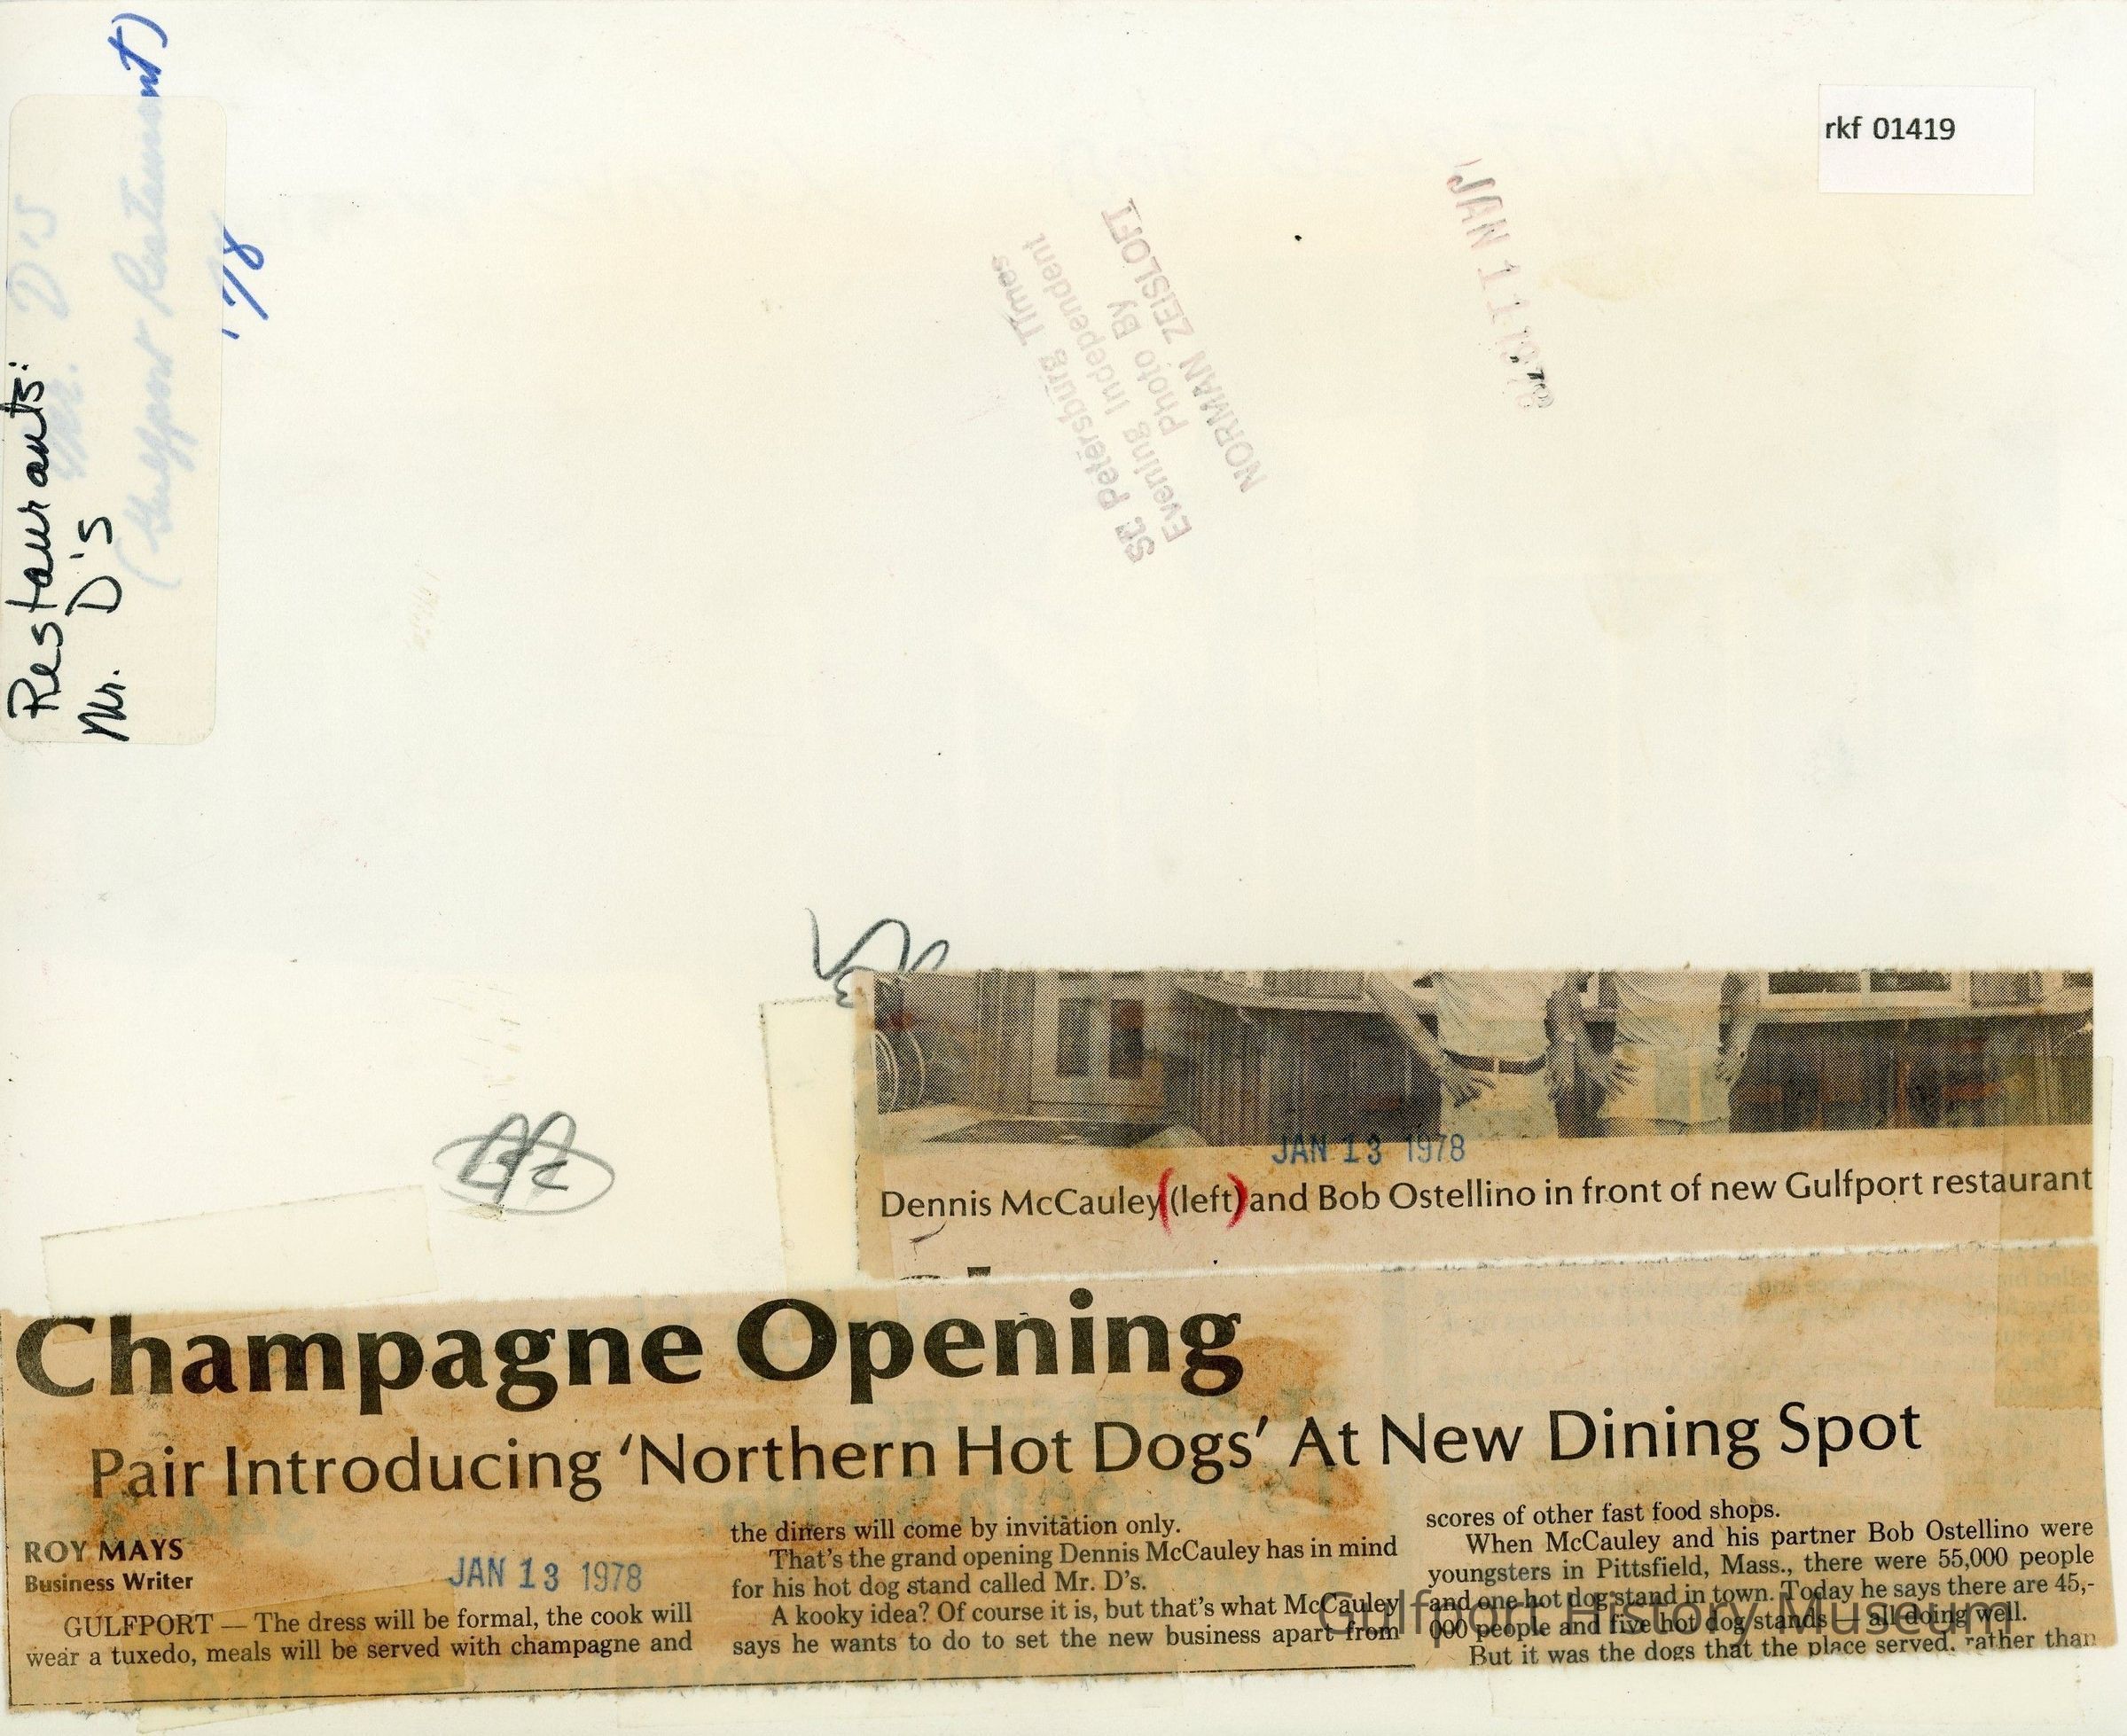 rkf 01419
Restaurants:
Mr. D's
Mr. D's
(Gulfport Restaurant)
'78
St. Petersburg Times
Evening Independent
Photo By
NORMAN ZEISLOFT
JAN 11 1978
JAN 13 1978
Dennis McCauley (left) and Bob Ostellino in front of new Gulfport restaurant
Champagne Opening
Pair Introducing ‘Northern Hot Dogs’ At New Dining Spot
ROY MAYS
Business Writer
JAN 13 1978
GULFPORT — The dress will be formal, the cook will
wear a tuxedo, meals will be served with champagne and
the diners will come by invitation only.
That's the grand opening Dennis McCauley has in mind
for his hot dog stand called Mr. D's.
A kooky idea? Of course it is, but that's what McCauley
says he wants to do to set the new business apart from
scores of other fast food shops.
When McCauley and his partner Bob Ostellino were
youngsters in Pittsfield, Mass., there were 55,000 people
and one hot dog stand in town. Today he says there are 45,-
000 people and five hot dog stands — all doing well.
But it was the dogs that the place served, rather than
Gulfport History Museum